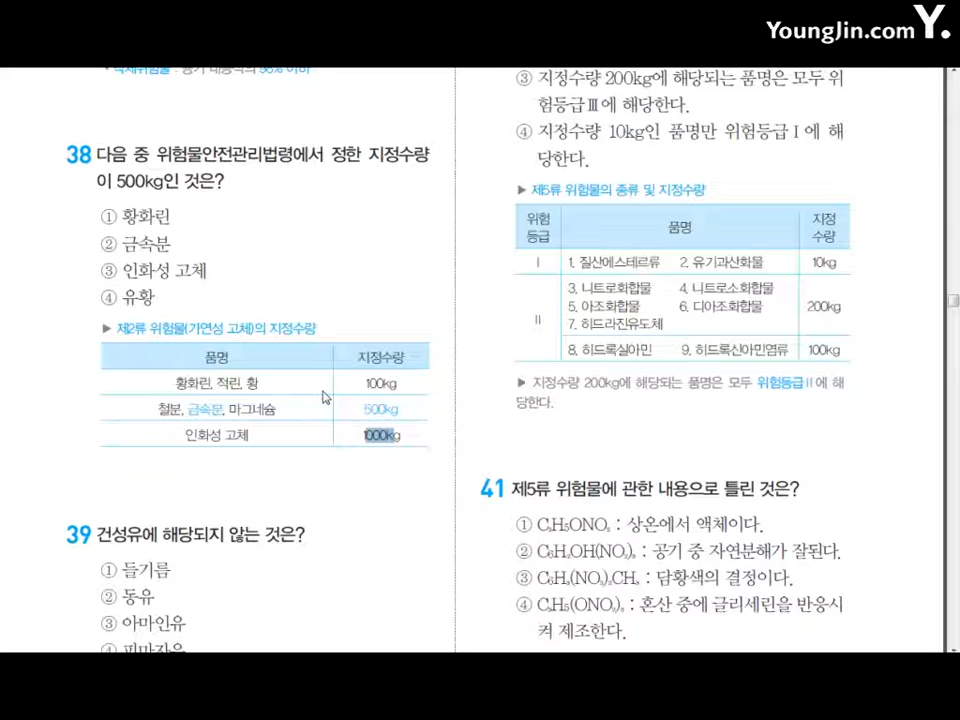 YoungJin.com Y.
38 다음 중 위험물안전관리법령에서 정한 지정수량
이 500kg인 것은?
① 황화린
② 금속분
③ 인화성 고체
④ 유황
▶ 제2류 위험물(가연성 고체)의 지정수량
품명 지정수량
황화린, 적린, 황 100kg
철분, 금속분, 마그네슘 500kg
인화성 고체 1000kg
39 건성유에 해당되지 않는 것은?
① 들기름
② 동유
③ 아마인유
③ 지정수량 200kg에 해당되는 품명은 모두 위
험등급Ⅲ에 해당한다.
④ 지정수량 10kg인 품명만 위험등급Ⅰ에 해
당한다.
▶ 제5류 위험물의 종류 및 지정수량
위험 등급 품명 지정 수량
Ⅰ 1. 질산에스테르류 2. 유기과산화물 10kg
3. 니트로화합물 4. 니트로소화합물
Ⅱ 5. 아조화합물 6. 디아조화합물 200kg
7. 히드라진유도체
8. 히드록실아민 9. 히드록신아민염류 100kg
▶ 지정수량 200kg에 해당되는 품명은 모두 위험등급Ⅱ에 해
당한다.
41 제5류 위험물에 관한 내용으로 틀린 것은?
① : 상온에서 액체이다.
② : 공기 중 자연분해가 잘된다.
③ : 담황색의 결정이다.
④ : 혼산 중에 글리세린을 반응시
켜 제조한다.